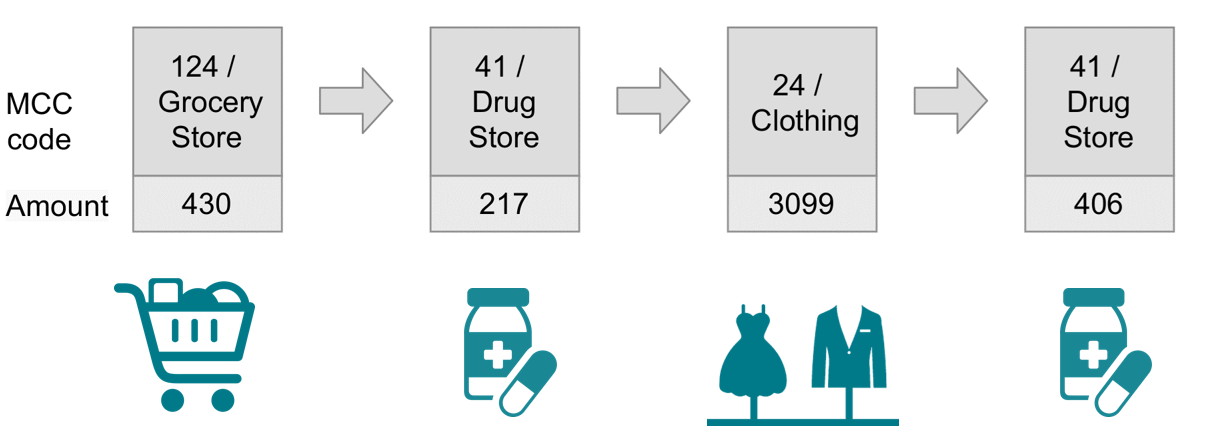 MCC
code
124 /
Grocery
Store
41 /
Drug
Store
24 /
Clothing
41 /
Drug
Store
Amount
430
217
3099
406